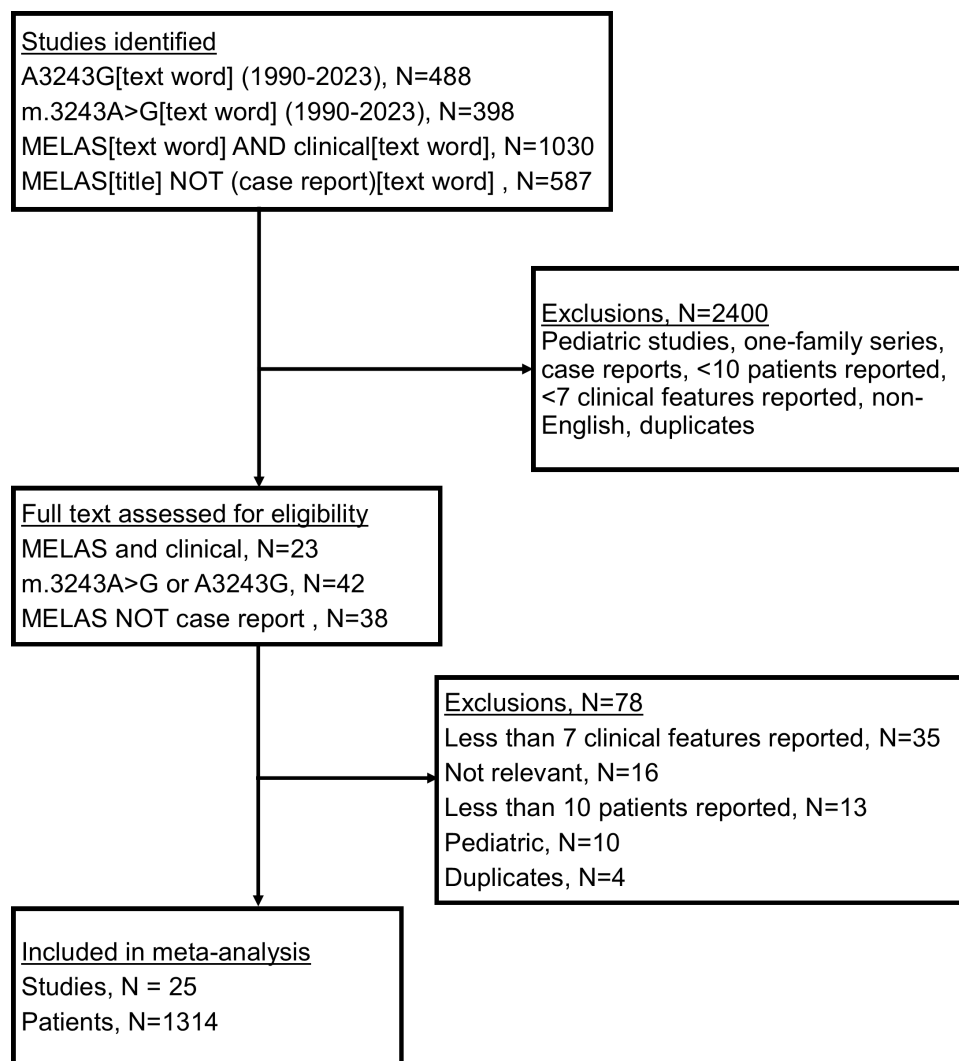 Studies identified
A3243G[text word] (1990-2023), N=488
m.3243A>G[text word] (1990-2023), N=398
MELAS[text word] AND clinical[text word], N=1030
MELAS[title] NOT (case report)[text word] , N=587
Exclusions, N=2400
Pediatric studies, one-family series,
case reports, <10 patients reported,
<7 clinical features reported, non-
English, duplicates
Full text assessed for eligibility
MELAS and clinical, N=23
m.3243A>G or A3243G, N=42
MELAS NOT case report , N=38
Exclusions, N=78
Less than 7 clinical features reported, N=35
Not relevant, N=16
Less than 10 patients reported, N=13
Pediatric, N=10
Duplicates, N=4
Included in meta-analysis
Studies, N = 25
Patients, N=1314